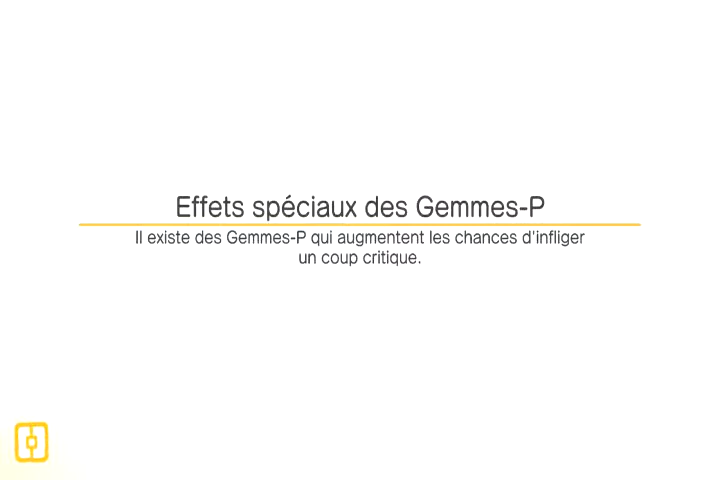 Effets spéciaux des Gemmes-P
Il existe des Gemmes-P qui augmentent les chances d'infliger
un coup critique.